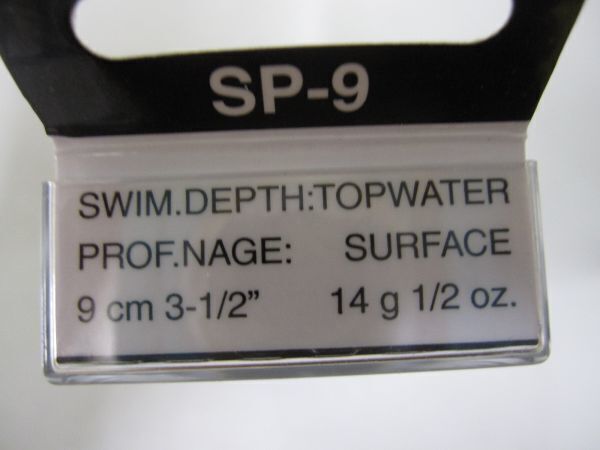 SP-9
SWIM.DEPTH:TOPWATER
PROF.NAGE: SURFACE
9 cm 3-1/2” 14 g 1/2 oz.